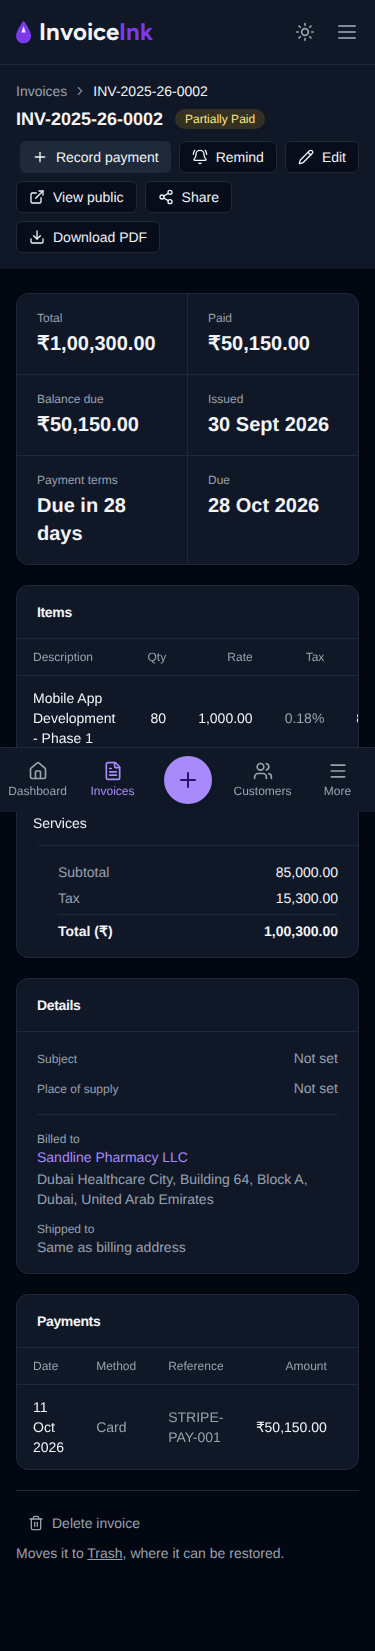 InvoiceInk
Invoices > INV-2025-26-0002
INV-2025-26-0002 Partially Paid
Record payment Remind Edit
View public Share
Download PDF
Total Paid
₹1,00,300.00 ₹50,150.00
Balance due Issued
₹50,150.00 30 Sept 2026
Payment terms Due
Due in 28 28 Oct 2026
days
Items
Description Qty Rate Tax
Mobile App
Development 80 1,000.00 0.18%
- Phase 1
Dashboard Invoices Customers More
Services
Subtotal 85,000.00
Tax 15,300.00
Total (₹) 1,00,300.00
Details
Subject Not set
Place of supply Not set
Billed to
Sandline Pharmacy LLC
Dubai Healthcare City, Building 64, Block A,
Dubai, United Arab Emirates
Shipped to
Same as billing address
Payments
Date Method Reference Amount
11
Oct
2026 Card STRIPE-
PAY-001 ₹50,150.00
Delete invoice
Moves it to Trash, where it can be restored.